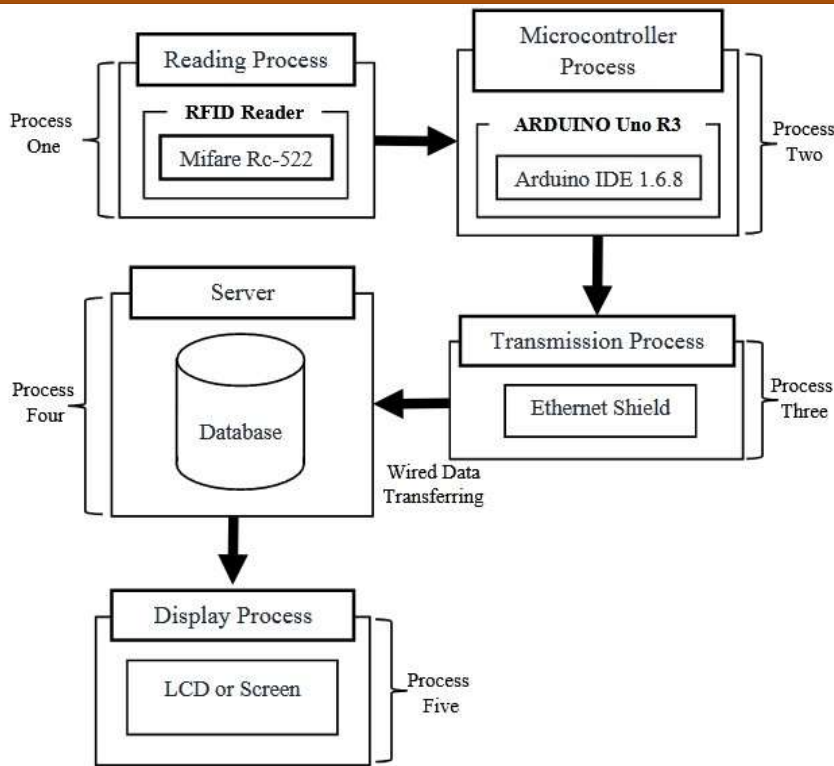 Reading Process
Process
One
RFID Reader
Mifare Rc-522
Microcontroller
Process
ARDUINO Uno R3
Arduino IDE 1.6.8
Process
Two
Transmission Process
Ethernet Shield
Process
Three
Wired Data
Transferring
Server
Process
Four
Database
Display Process
LCD or Screen
Process
Five